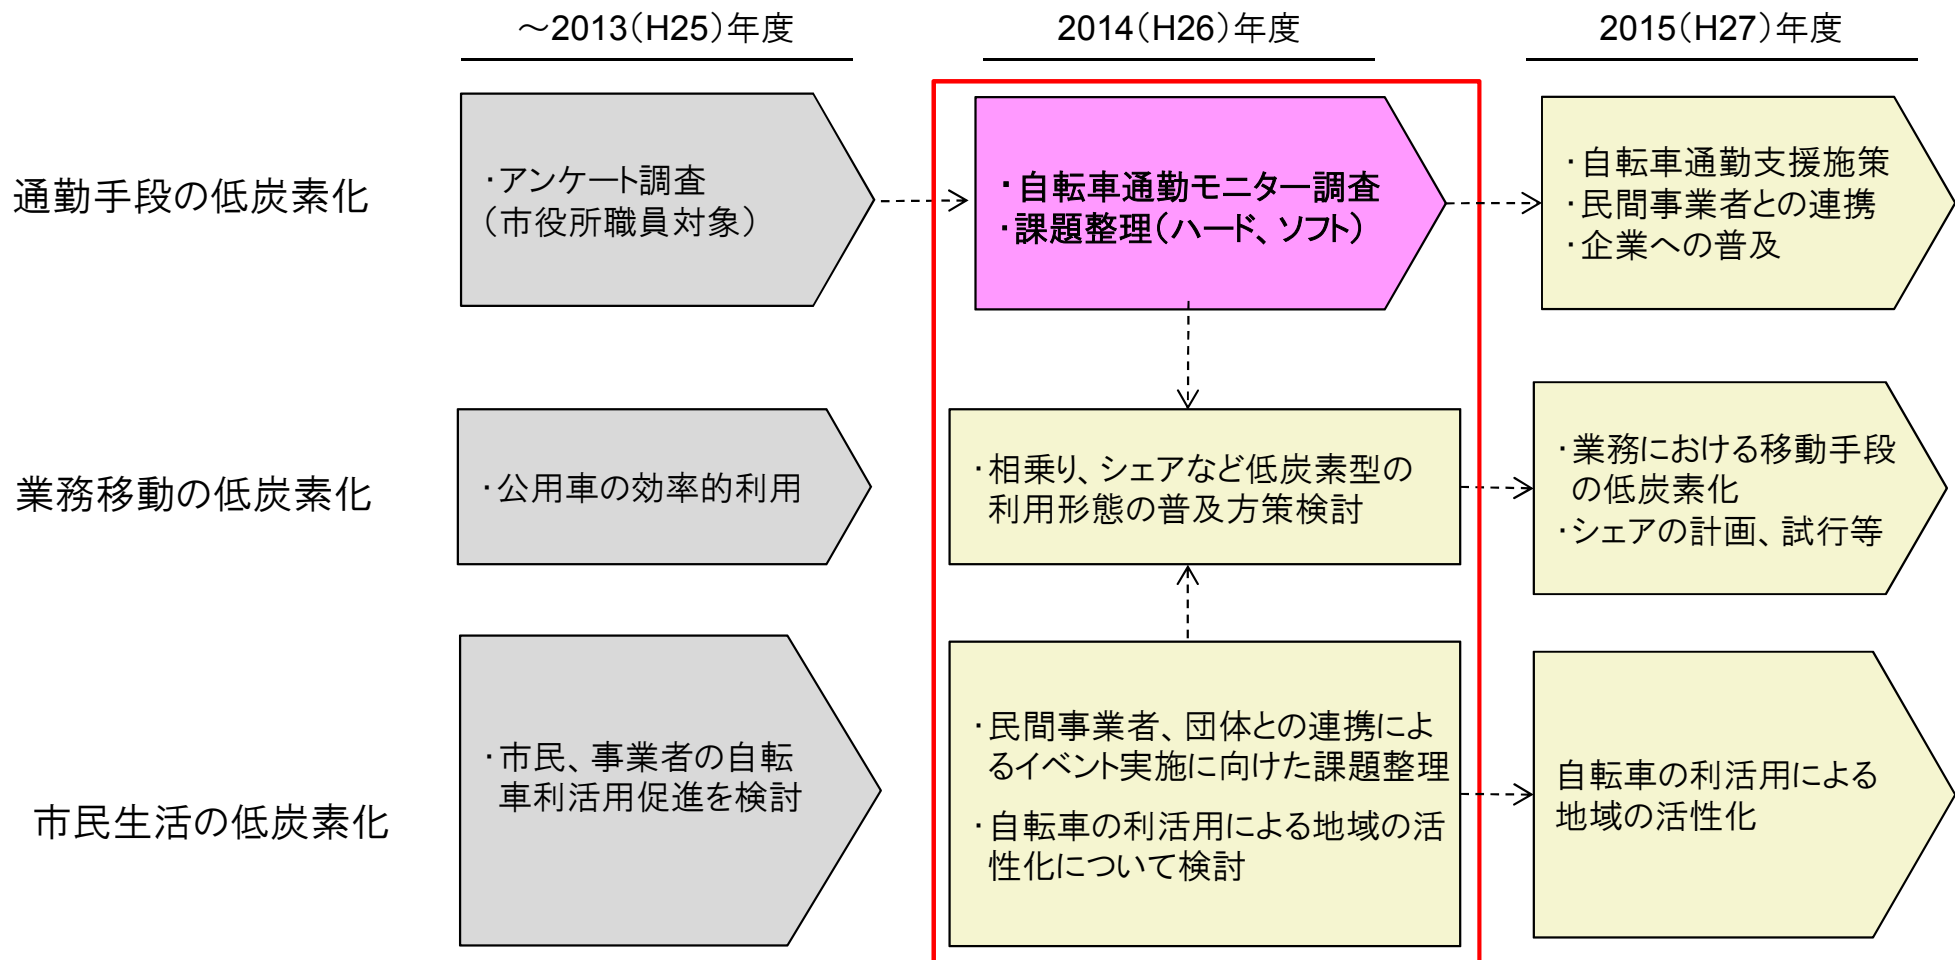 ～2013（H25）年度
2014（H26）年度
2015（H27）年度
通勤手段の低炭素化
・アンケート調査
（市役所職員対象）
・自転車通勤モニター調査
・課題整理（ハード、ソフト）
・自転車通勤支援施策
・民間事業者との連携
・企業への普及
業務移動の低炭素化
・公用車の効率的利用
・相乗り、シェアなど低炭素型の
利用形態の普及方策検討
・業務における移動手段
の低炭素化
・シェアの計画、試行等
市民生活の低炭素化
・市民、事業者の自転
車利活用促進を検討
・民間事業者、団体との連携によ
るイベント実施に向けた課題整理
・自転車の利活用による地域の活
性化について検討
自転車の利活用による
地域の活性化